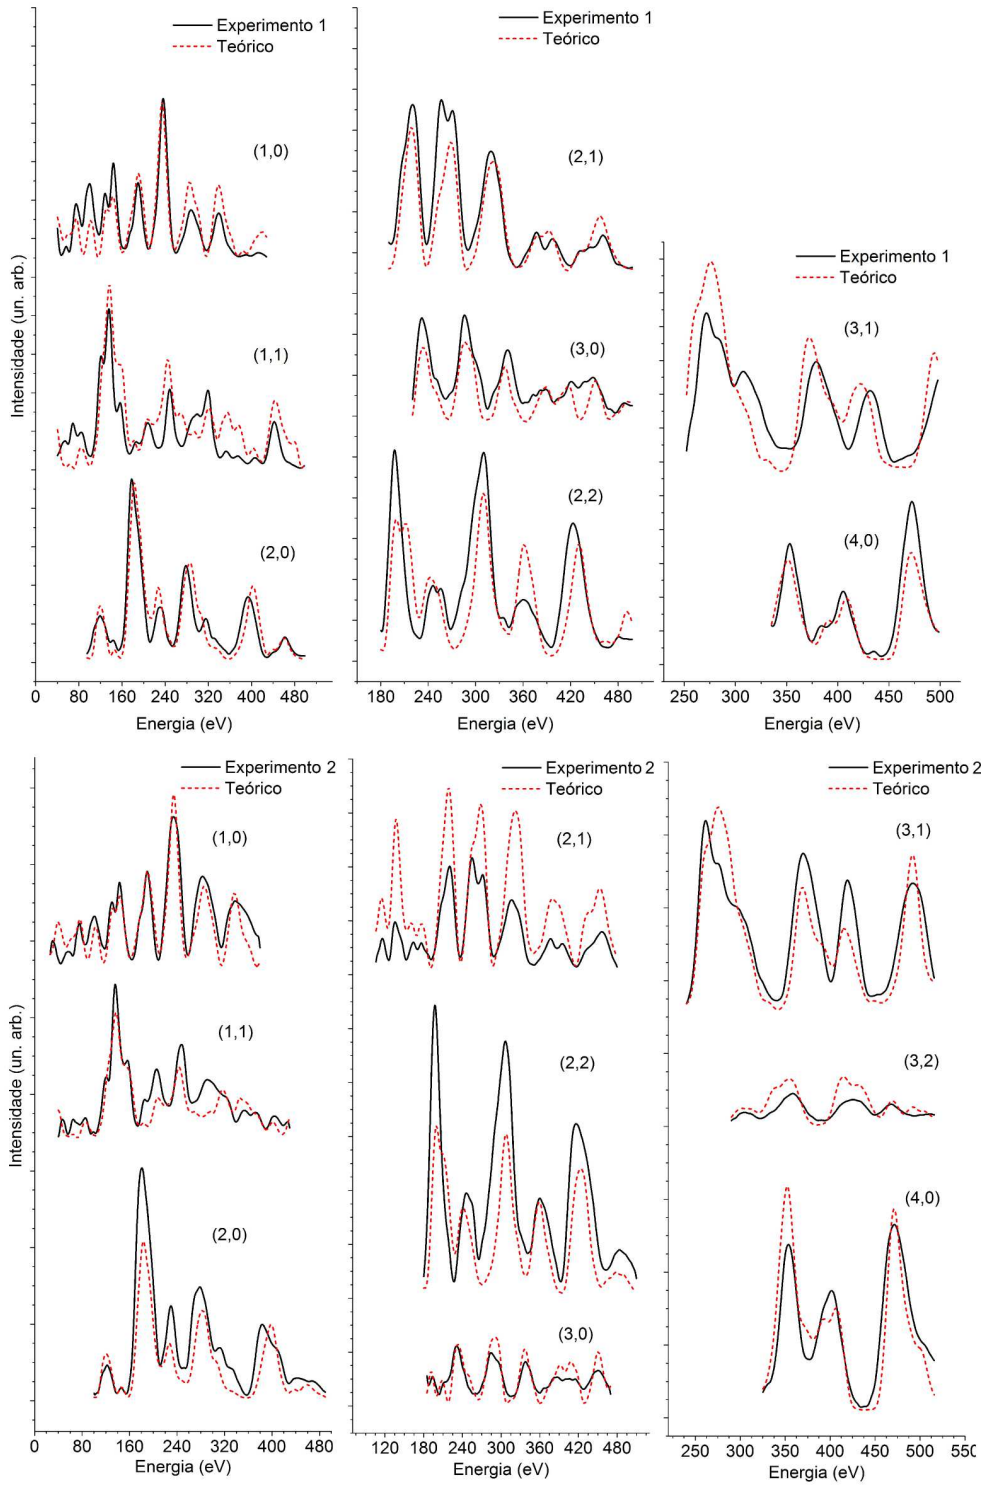 Experimento 1
Teórico
(1,0)
(1,1)
(2,0)
Intensidade (un. arb.)
0 80 160 240 320 400 480
Energia (eV)
Experimento 1
Teórico
(2,1)
(3,0)
(2,2)
180 240 300 360 420 480
Energia (eV)
Experimento 1
Teórico
(3,1)
(4,0)
250 300 350 400 450 500
Energia (eV)
Experimento 2
Teórico
(1,0)
(1,1)
(2,0)
Intensidade (un. arb.)
0 80 160 240 320 400 480
Energia (eV)
Experimento 2
Teórico
(2,1)
(2,2)
(3,0)
120 180 240 300 360 420 480
Energia (eV)
Experimento 2
Teórico
(3,1)
(3,2)
(4,0)
250 300 350 400 450 500 550
Energia (eV)